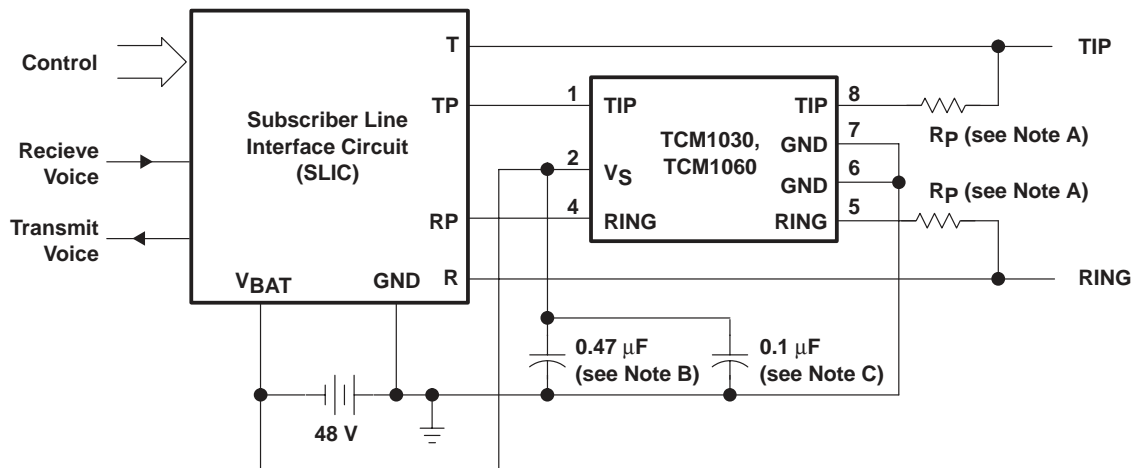 Control
Recieve
Voice
Transmit
Voice
Subscriber Line
Interface Circuit
(SLIC)
T
TP
RP
R
VBAT
GND
1
2
4
TIP
VS
RING
TCM1030,
TCM1060
TIP
GND
GND
RING
8
7
6
5
RP (see Note A)
RP (see Note A)
TIP
RING
0.47 μF
(see Note B)
0.1 μF
(see Note C)
48 V